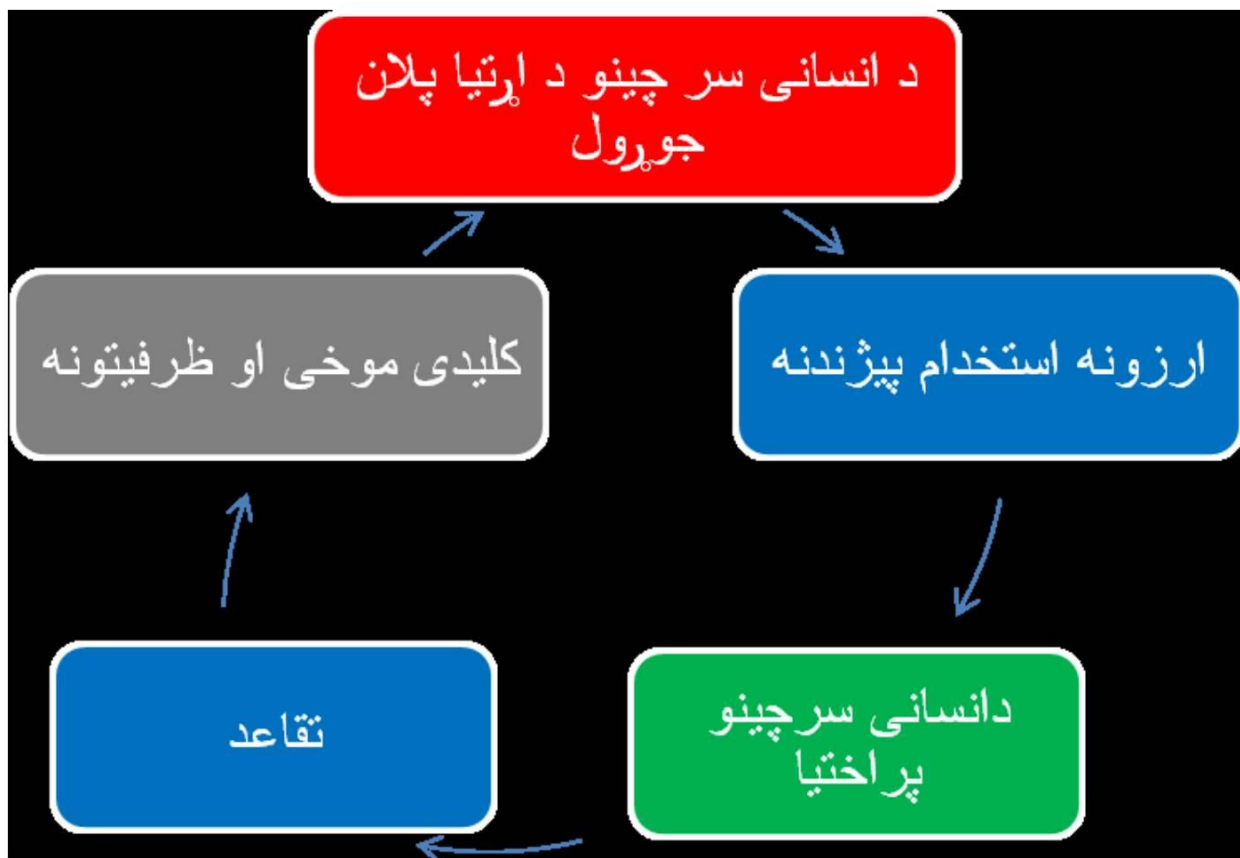 د انسانی سر چینو د اړتیا پلان
جوړول
ارزونه استخدام پیژندنه
دانسانی سرچینو
پراختیا
تقاعد
کلیدی موخی او ظرفیتونه